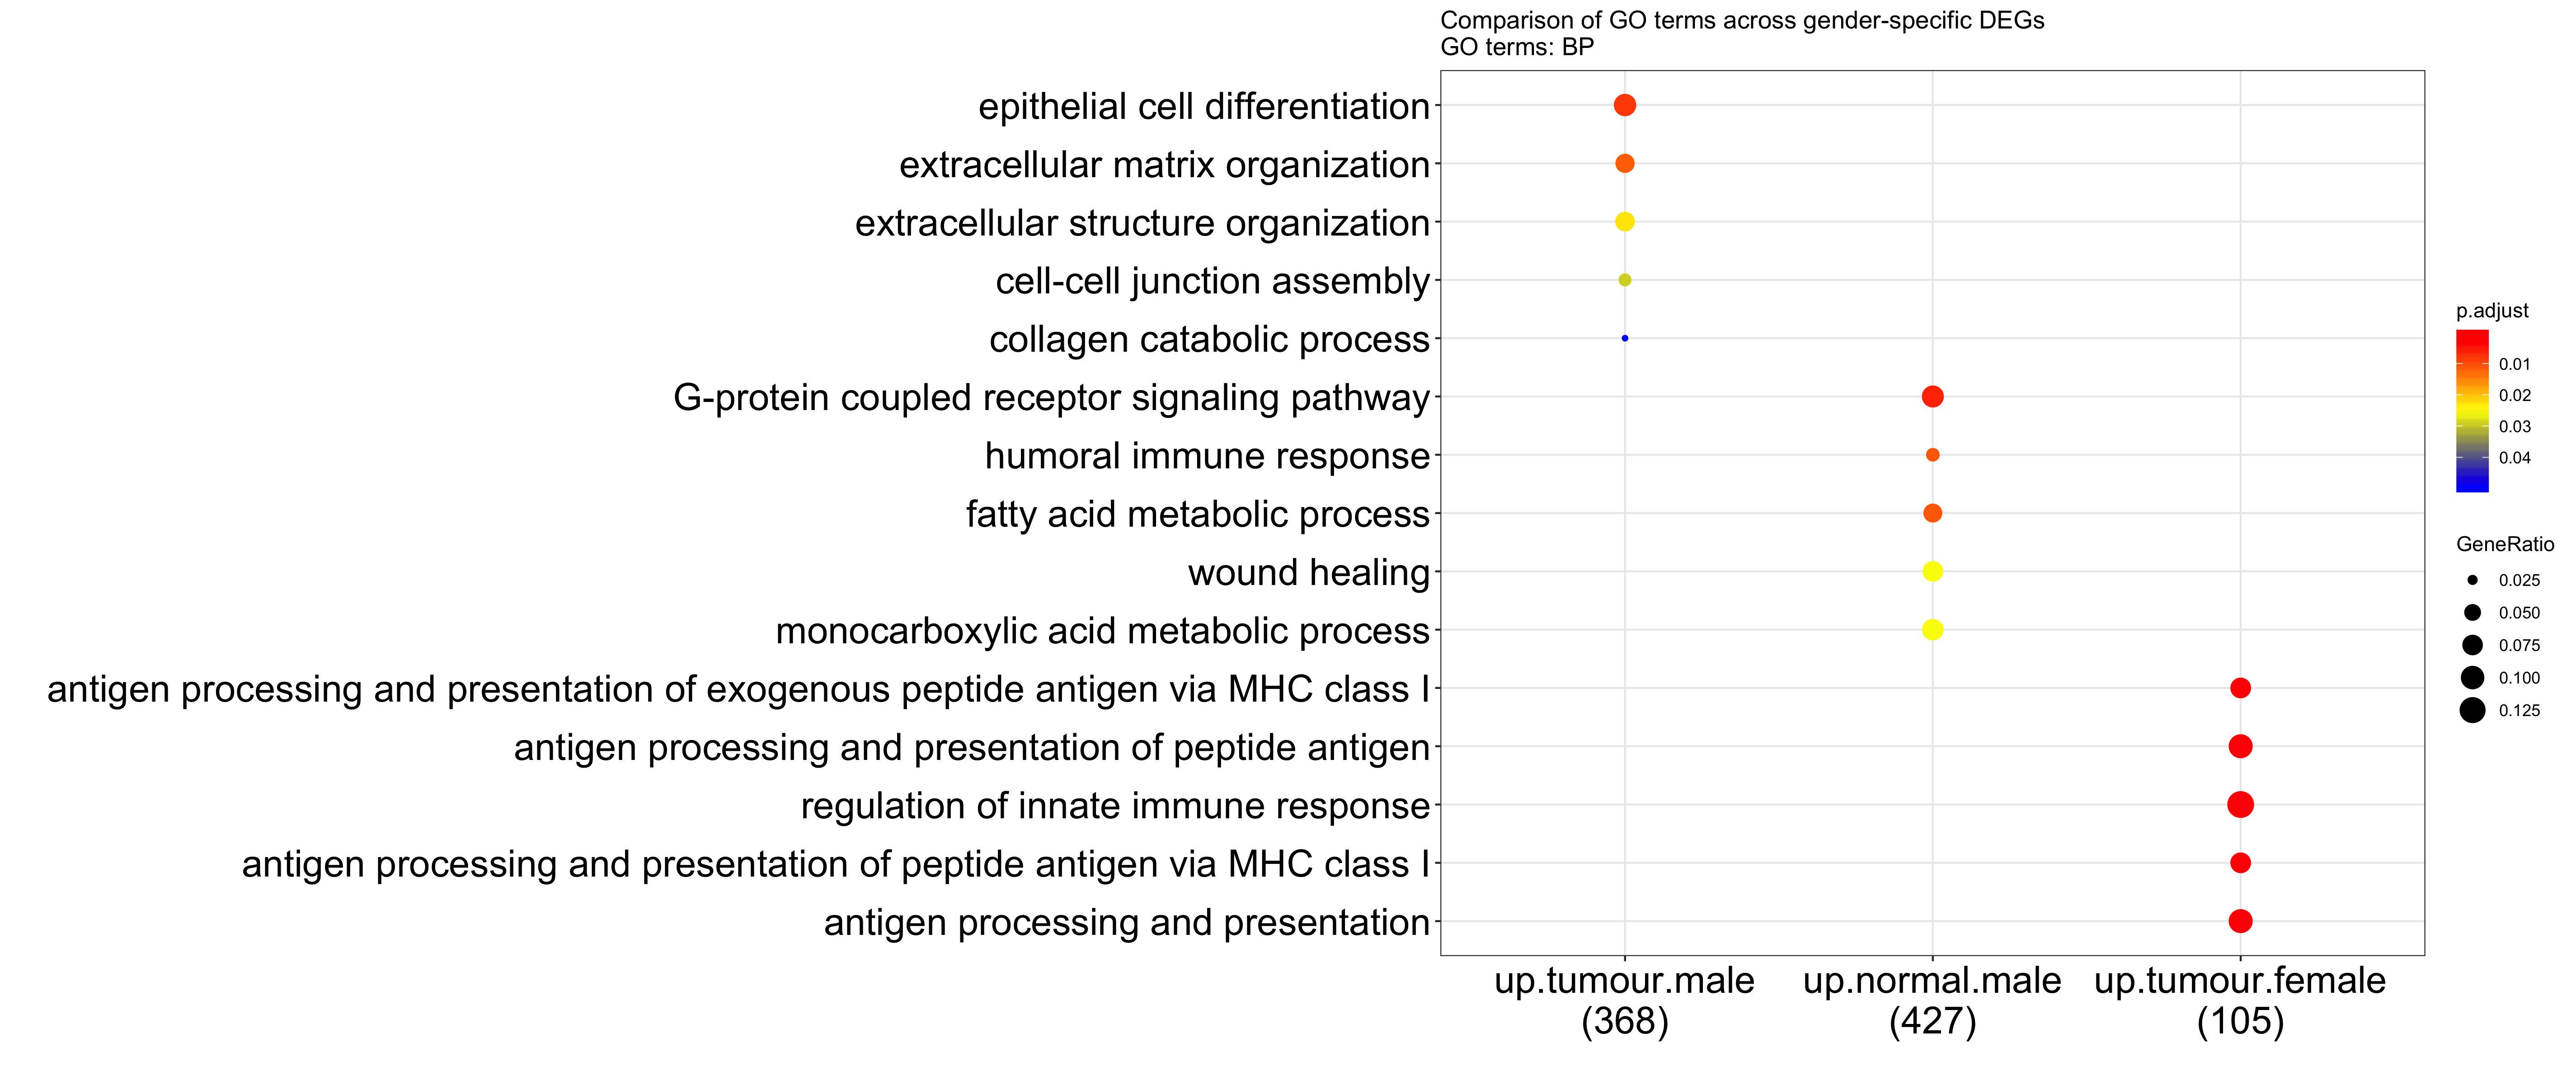 Comparison of GO terms across gender-specific DEGs
GO terms: BP
epithelial cell differentiation
extracellular matrix organization
extracellular structure organization
cell-cell junction assembly
collagen catabolic process
G-protein coupled receptor signaling pathway
humoral immune response
fatty acid metabolic process
wound healing
monocarboxylic acid metabolic process
antigen processing and presentation of exogenous peptide antigen via MHC class I
antigen processing and presentation of peptide antigen
regulation of innate immune response
antigen processing and presentation of peptide antigen via MHC class I
antigen processing and presentation
up.tumour.male
(368)
up.normal.male
(427)
up.tumour.female
(105)
p.adjust
0.01
0.02
0.03
0.04
GeneRatio
0.025
0.050
0.075
0.100
0.125